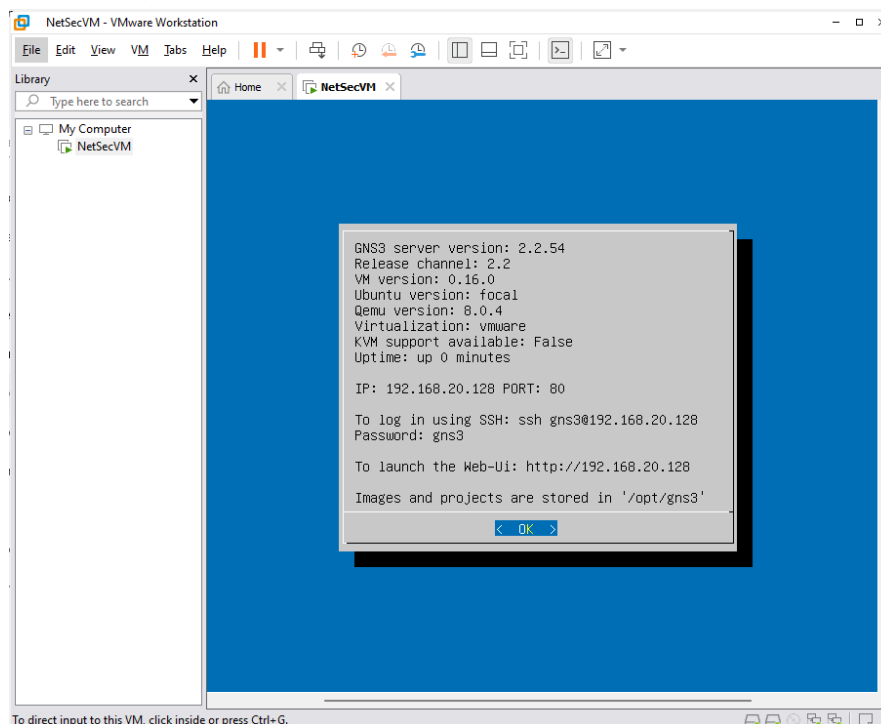 NetSecVM - VMware Workstation
File Edit View VM Tabs Help
Library
Type here to search
My Computer
NetSecVM
Home
NetSecVM
GNS3 server version: 2.2.54
Release channel: 2.2
VM version: 0.16.0
Ubuntu version: focal
Qemu version: 8.0.4
Virtualization: vmware
KVM support available: False
Uptime: up 0 minutes
IP: 192.168.20.128 PORT: 80
To log in using SSH: ssh gns3@192.168.20.128
Password: gns3
To launch the Web-Ui: http://192.168.20.128
Images and projects are stored in '/opt/gns3'
< OK >
To direct input to this VM, click inside or press Ctrl+G.